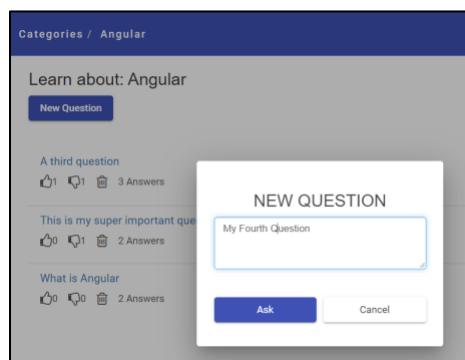 Categories / Angular
Learn about: Angular
New Question
A third question
1 1 3 Answers
This is my super important que
0 1 2 Answers
What is Angular
0 0 2 Answers
NEW QUESTION
My Fourth Question
Ask Cancel